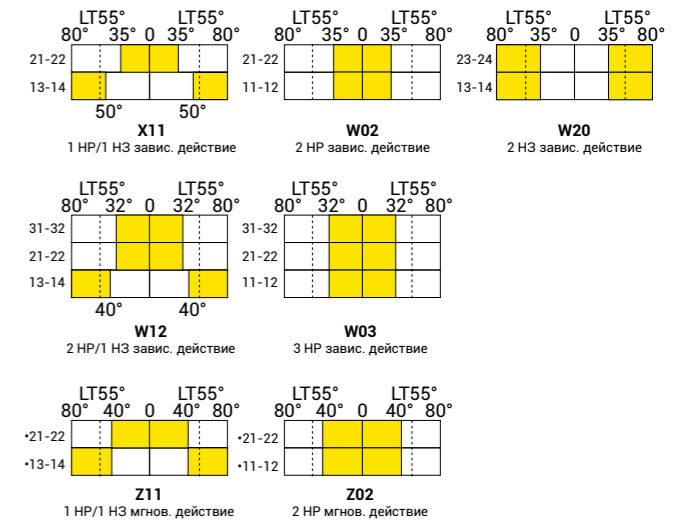 LT55° LT55°
80° 35° 0 35° 80°
21-22
13-14
50° 50°
X11
1 НР/1 НЗ завис. действие
LT55° LT55°
80° 35° 0 35° 80°
21-22
11-12
W02
2 НР завис. действие
LT55° LT55°
80° 35° 0 35° 80°
23-24
13-14
W20
2 НЗ завис. действие
LT55° LT55°
80° 32° 0 32° 80°
31-32
21-22
13-14
40° 40°
W12
2 НР/1 НЗ завис. действие
LT55° LT55°
80° 32° 0 32° 80°
31-32
21-22
11-12
W03
3 НР завис. действие
LT55° LT55°
80° 40° 0 40° 80°
•21-22
•13-14
Z11
1 НР/1 НЗ мгнов. действие
LT55° LT55°
80° 40° 0 40° 80°
•21-22
•11-12
Z02
2 НР мгнов. действие